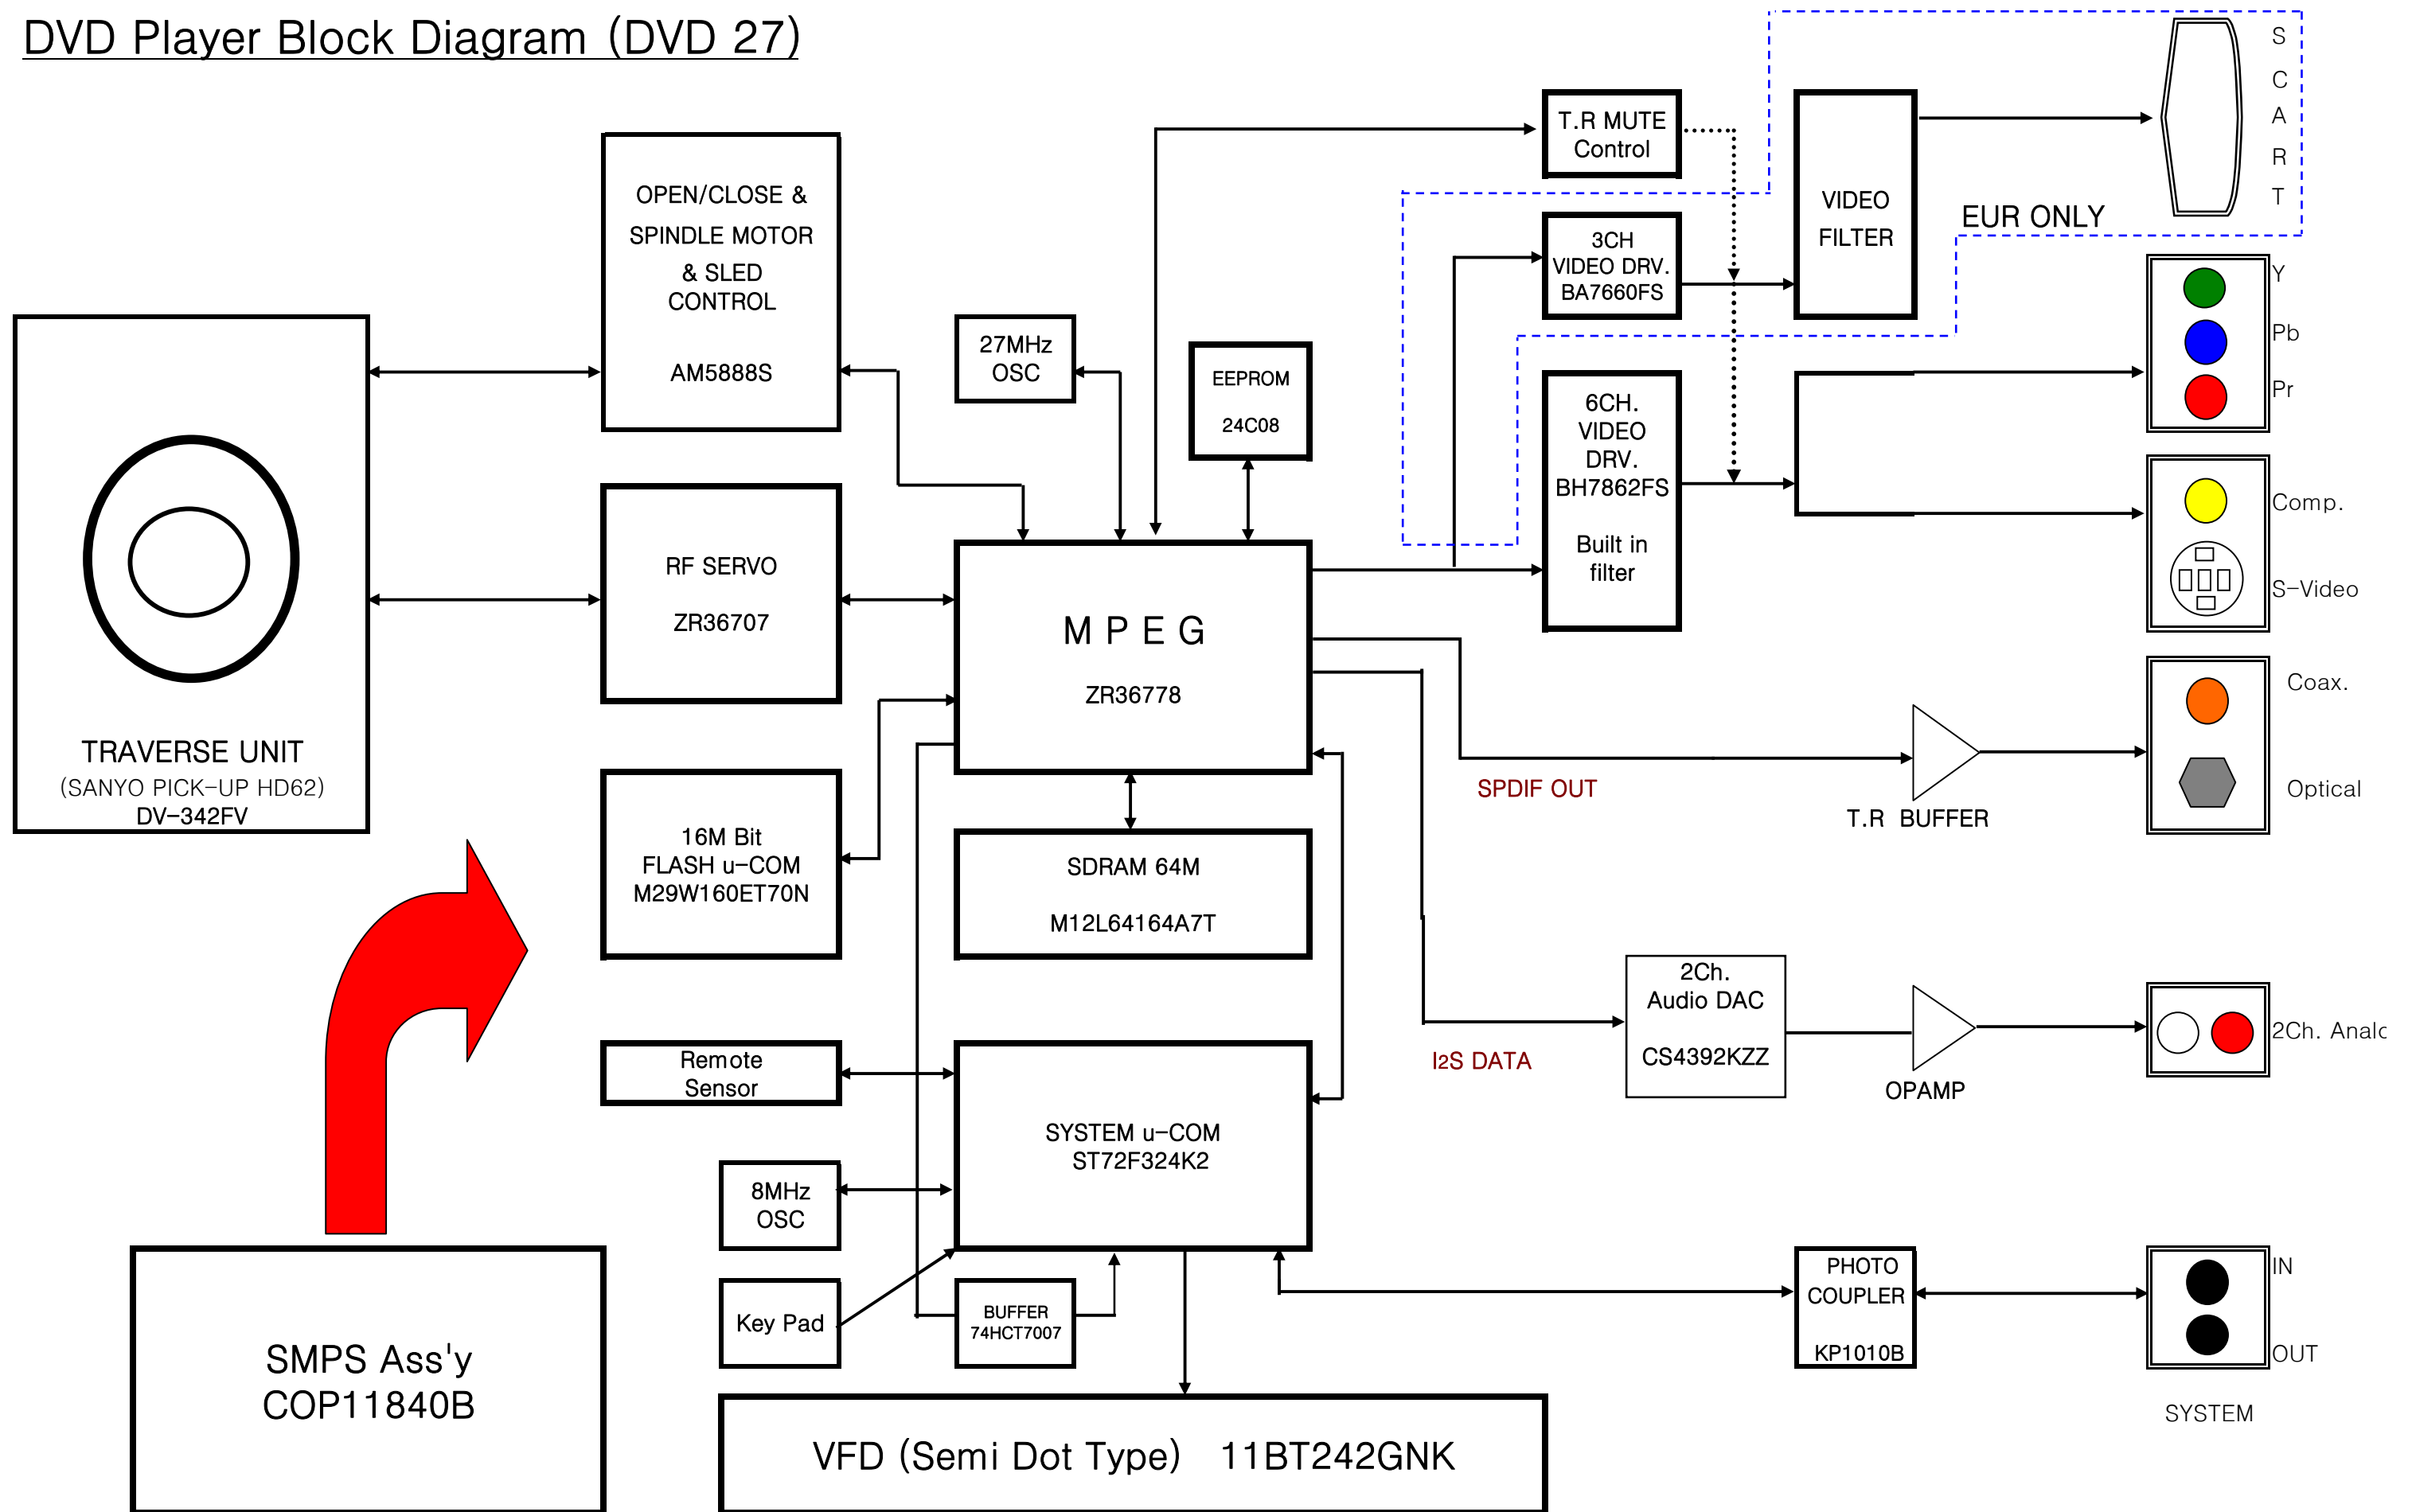 DVD Player Block Diagram (DVD 27)
S
C
A
R
T
T.R MUTE
Control
OPEN/CLOSE &
SPINDLE MOTOR
& SLED
CONTROL
AM5888S
VIDEO
FILTER
EUR ONLY
3CH
VIDEO DRV.
BA7660FS
Y
Pb
Pr
27MHz
OSC
EEPROM
24C08
6CH.
VIDEO
DRV.
BH7862FS
Built in
filter
Comp.
S-Video
RF SERVO
ZR36707
M P E G
ZR36778
Coax.
Optical
TRAVERSE UNIT
(SANYO PICK-UP HD62)
DV-342FV
SPDIF OUT
T.R BUFFER
16M Bit
FLASH u-COM
M29W160ET70N
SDRAM 64M
M12L64164A7T
2Ch.
Audio DAC
CS4392KZZ
I2S DATA
OPAMP
2Ch. Analc
Remote
Sensor
SYSTEM u-COM
ST72F324K2
8MHz
OSC
Key Pad
BUFFER
74HCT7007
PHOTO
COUPLER
KP1010B
IN
OUT
SYSTEM
SMPS Ass'y
COP11840B
VFD (Semi Dot Type) 11BT242GNK